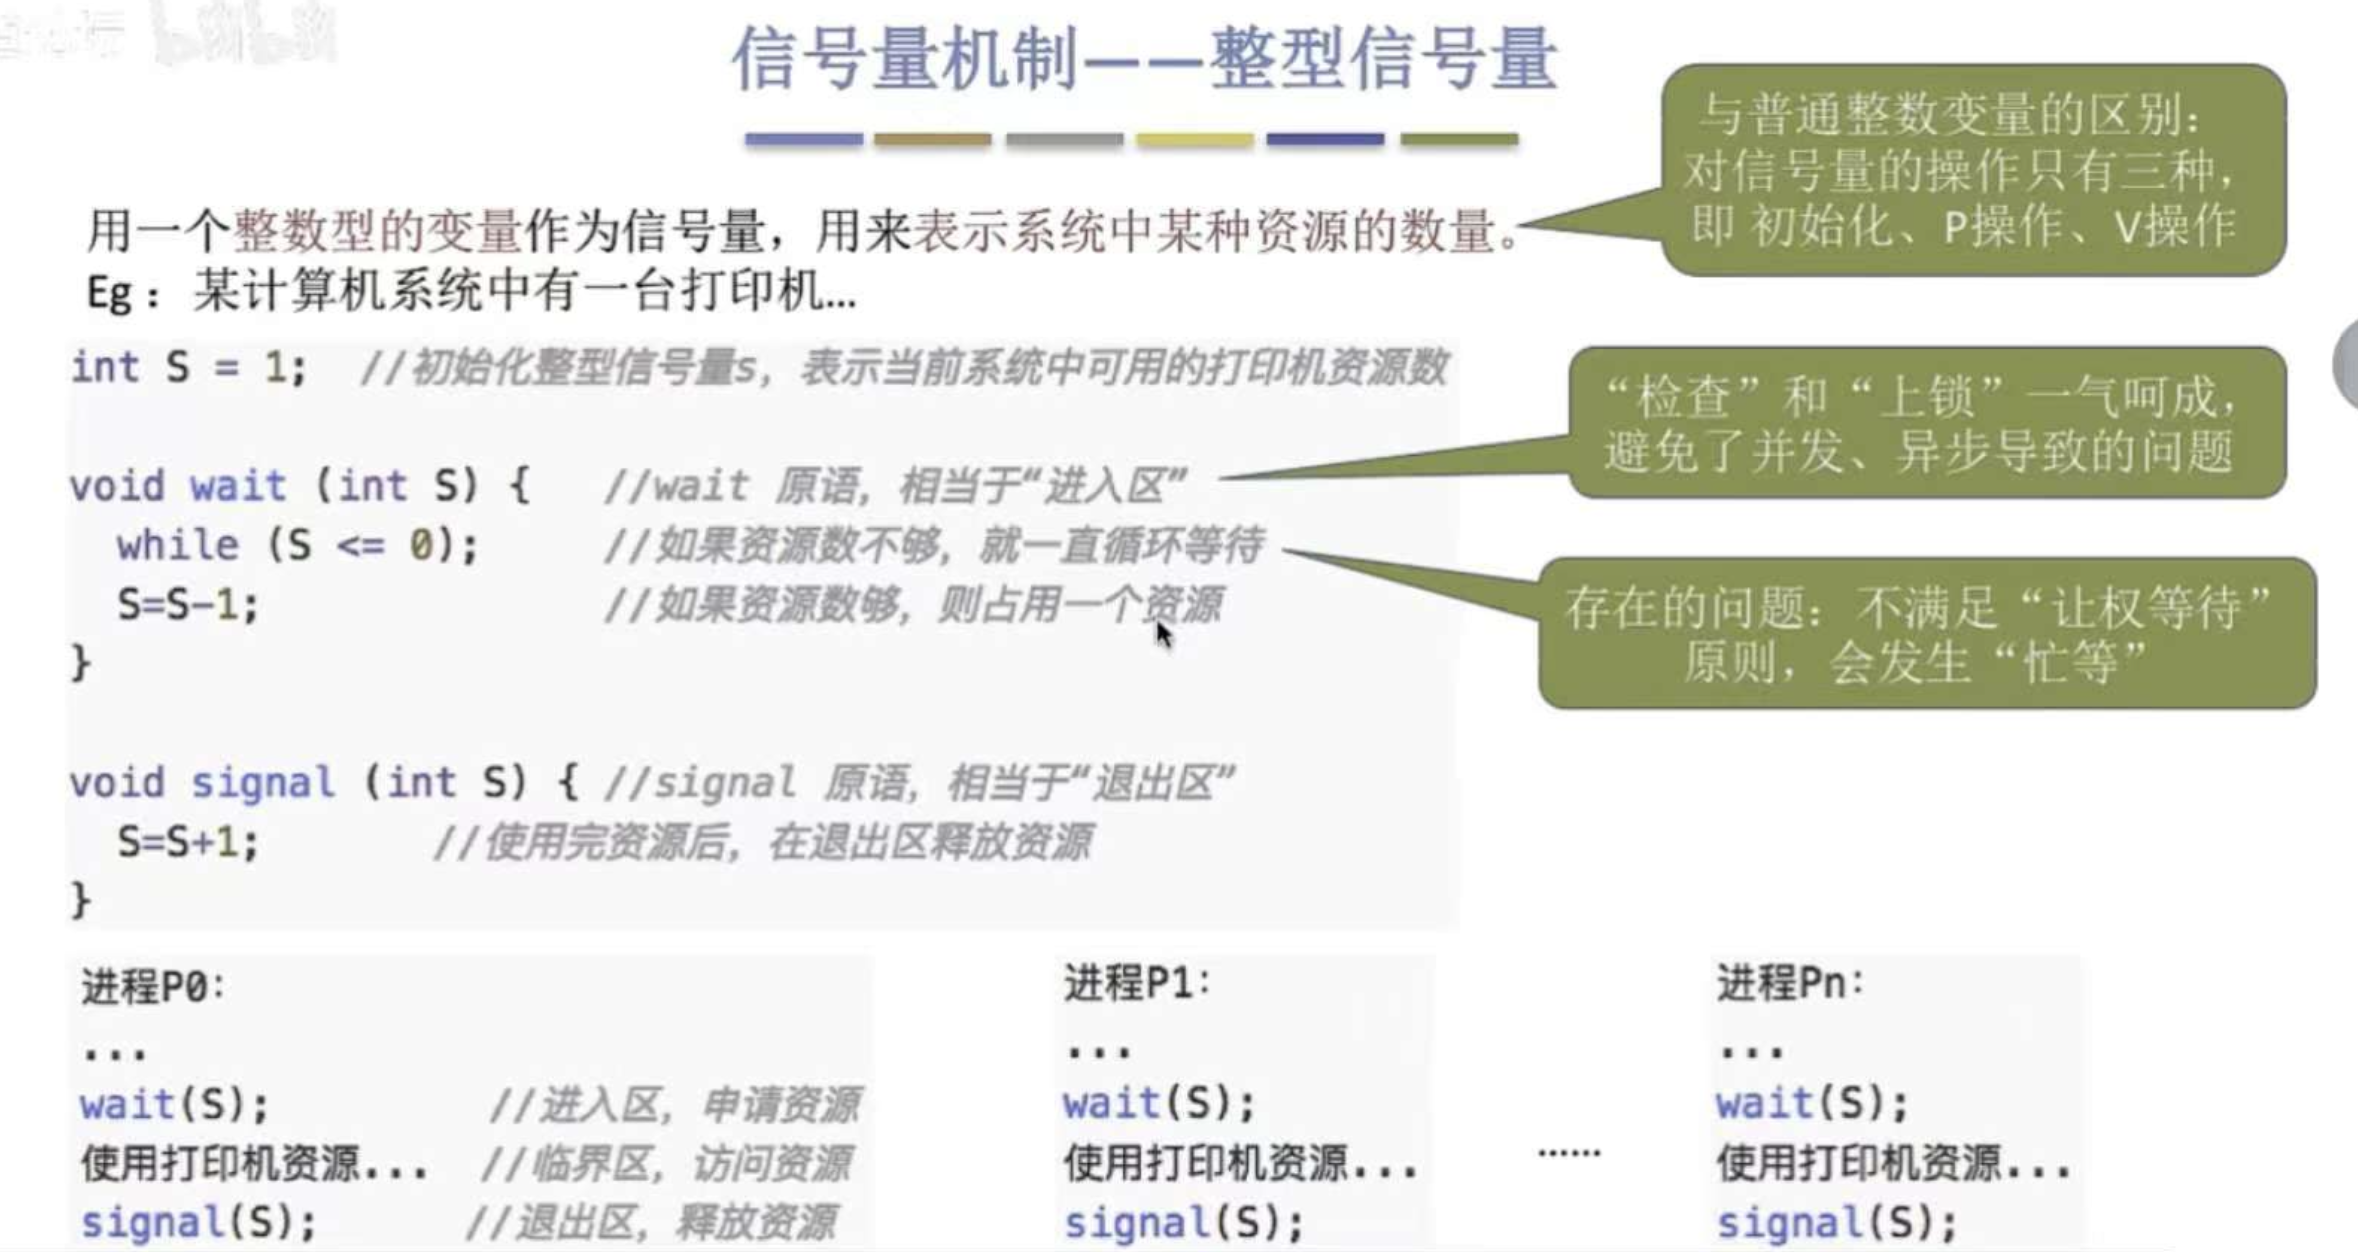 信号量机制——整型信号量
与普通整数变量的区别：
对信号量的操作只有三种，
即 初始化、P操作、V操作
用一个整数型的变量作为信号量，用来表示系统中某种资源的数量。
Eg：某计算机系统中有一台打印机...
int S = 1;  //初始化整型信号量s，表示当前系统中可用的打印机资源数
“检查”和“上锁”一气呵成，
避免了并发、异步导致的问题
void wait (int S) {   //wait 原语，相当于“进入区”
while (S <= 0);     //如果资源数不够，就一直循环等待
S=S-1;              //如果资源数够，则占用一个资源
}
存在的问题：不满足“让权等待”
原则，会发生“忙等”
void signal (int S) { //signal 原语，相当于“退出区”
S=S+1;       //使用完资源后，在退出区释放资源
}
进程P0：
...
wait(S);         //进入区，申请资源
使用打印机资源...  //临界区，访问资源
signal(S);      //退出区，释放资源
进程P1：
...
wait(S);
使用打印机资源...
signal(S);
......
进程Pn：
...
wait(S);
使用打印机资源...
signal(S);